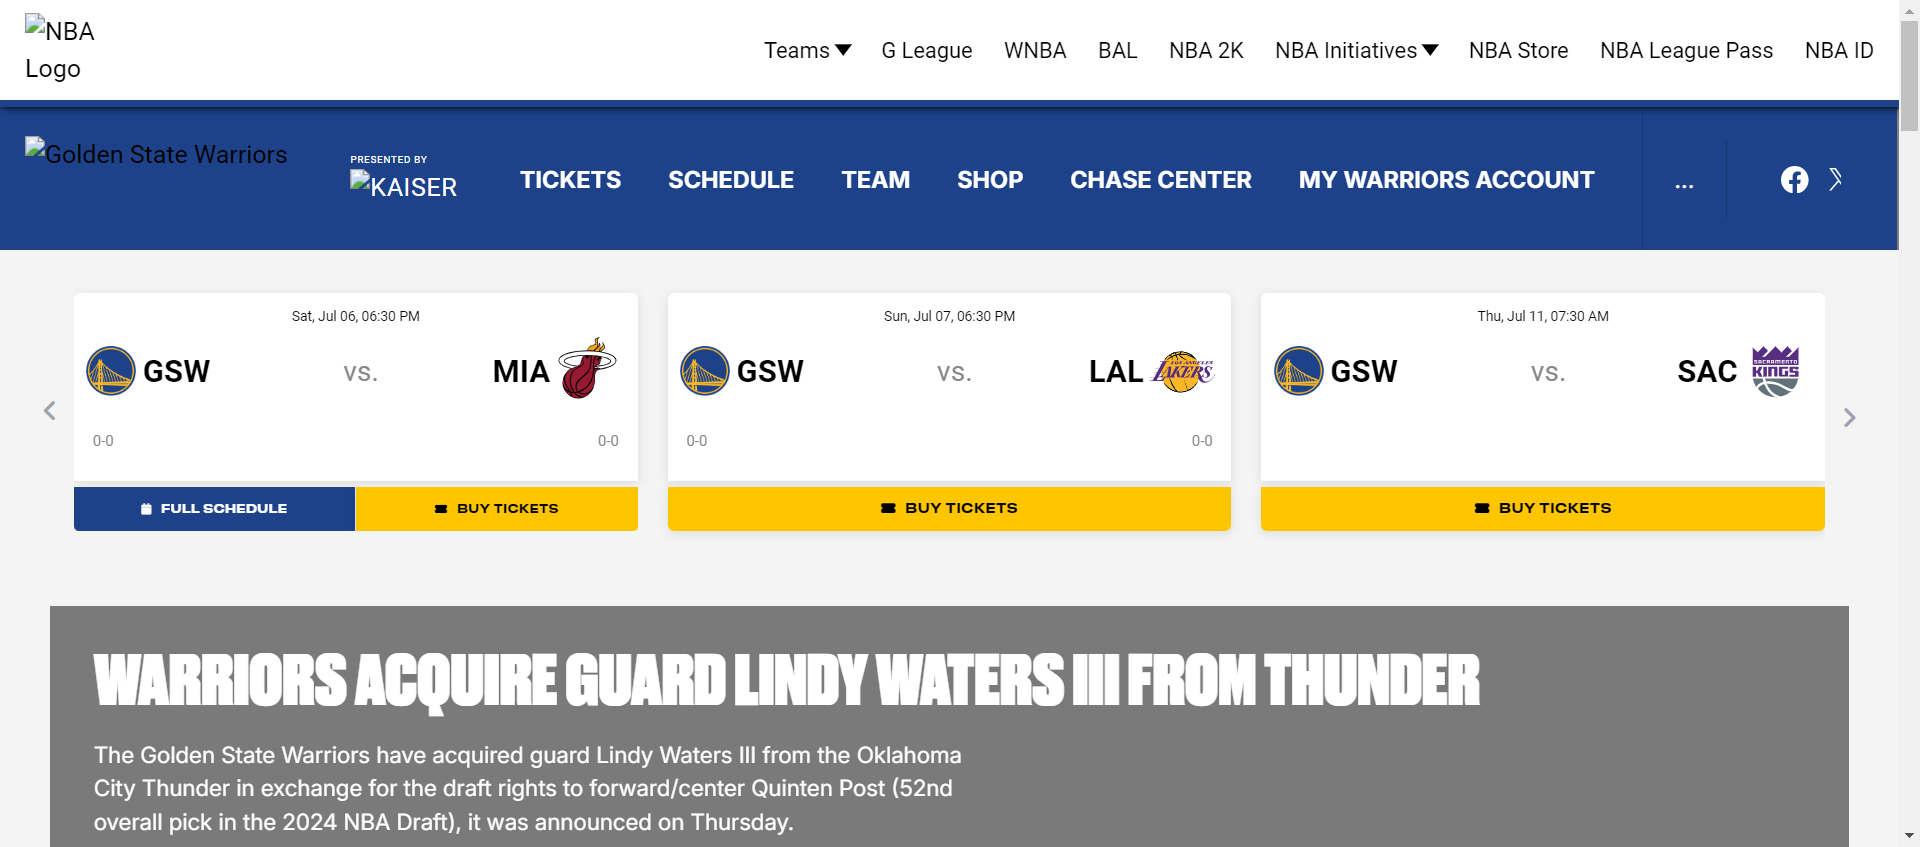 NBA
Logo
Teams G League WNBA BAL NBA 2K NBA Initiatives NBA Store NBA League Pass NBA ID
Golden State Warriors
PRESENTED BY
KAISER
TICKETS SCHEDULE TEAM SHOP CHASE CENTER MY WARRIORS ACCOUNT ...
Sat, Jul 06, 06:30 PM
GSW VS. MIA
0-0 0-0
FULL SCHEDULE BUY TICKETS
Sun, Jul 07, 06:30 PM
GSW VS. LAL
LOS ANGELES
LAKERS
0-0 0-0
BUY TICKETS
Thu, Jul 11, 07:30 AM
GSW VS. SAC
SACRAMENTO
KINGS
BUY TICKETS
WARRIORS ACQUIRE GUARD LINDY WATERS III FROM THUNDER
The Golden State Warriors have acquired guard Lindy Waters III from the Oklahoma
City Thunder in exchange for the draft rights to forward/center Quinten Post (52nd
overall pick in the 2024 NBA Draft), it was announced on Thursday.